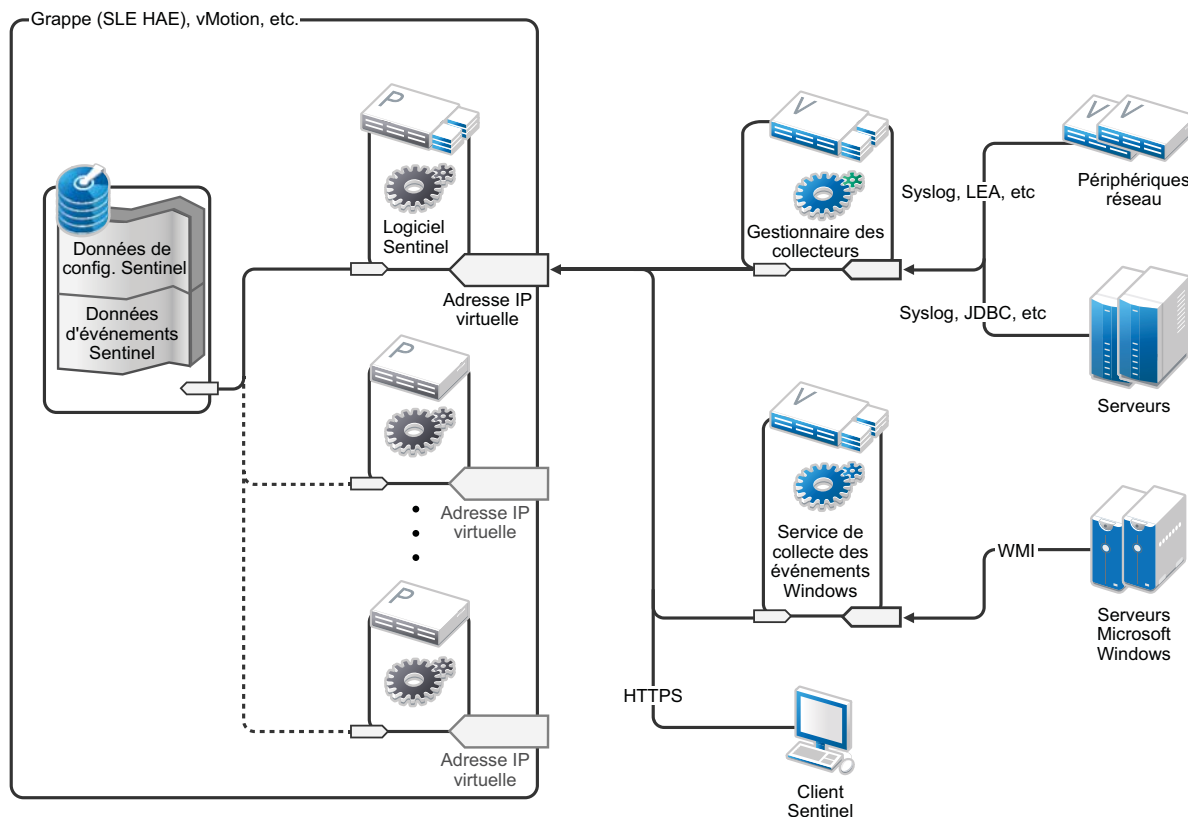 Grappe (SLE HAE), vMotion, etc.
P
Logiciel
Sentinel
Données de
config. Sentinel
Données
d'événements
Sentinel
Adresse IP
virtuelle
P
Adresse IP
virtuelle
P
Adresse IP
virtuelle
V
Gestionnaire des
collecteurs
Syslog, LEA, etc
V
V
Périphériques
réseau
Syslog, JDBC, etc
Serveurs
V
Service de
collecte des
événements
Windows
WMI
Serveurs
Microsoft
Windows
HTTPS
Client
Sentinel